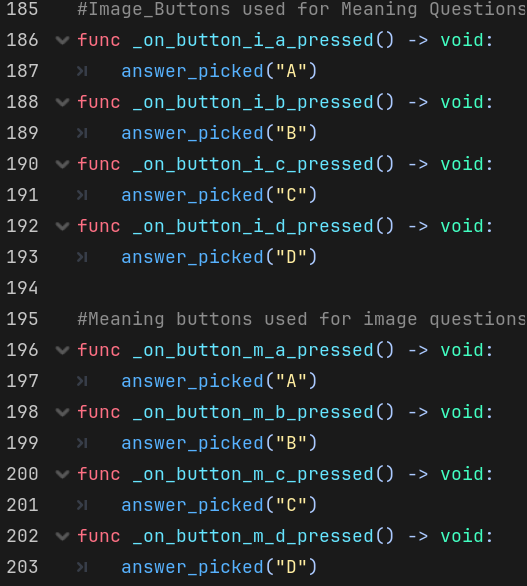 185 #Image_Buttons used for Meaning Questions
186 func _on_button_i_a_pressed() -> void:
187 answer_picked("A")
188 func _on_button_i_b_pressed() -> void:
189 answer_picked("B")
190 func _on_button_i_c_pressed() -> void:
191 answer_picked("C")
192 func _on_button_i_d_pressed() -> void:
193 answer_picked("D")
194
195 #Meaning buttons used for image questions
196 func _on_button_m_a_pressed() -> void:
197 answer_picked("A")
198 func _on_button_m_b_pressed() -> void:
199 answer_picked("B")
200 func _on_button_m_c_pressed() -> void:
201 answer_picked("C")
202 func _on_button_m_d_pressed() -> void:
203 answer_picked("D")